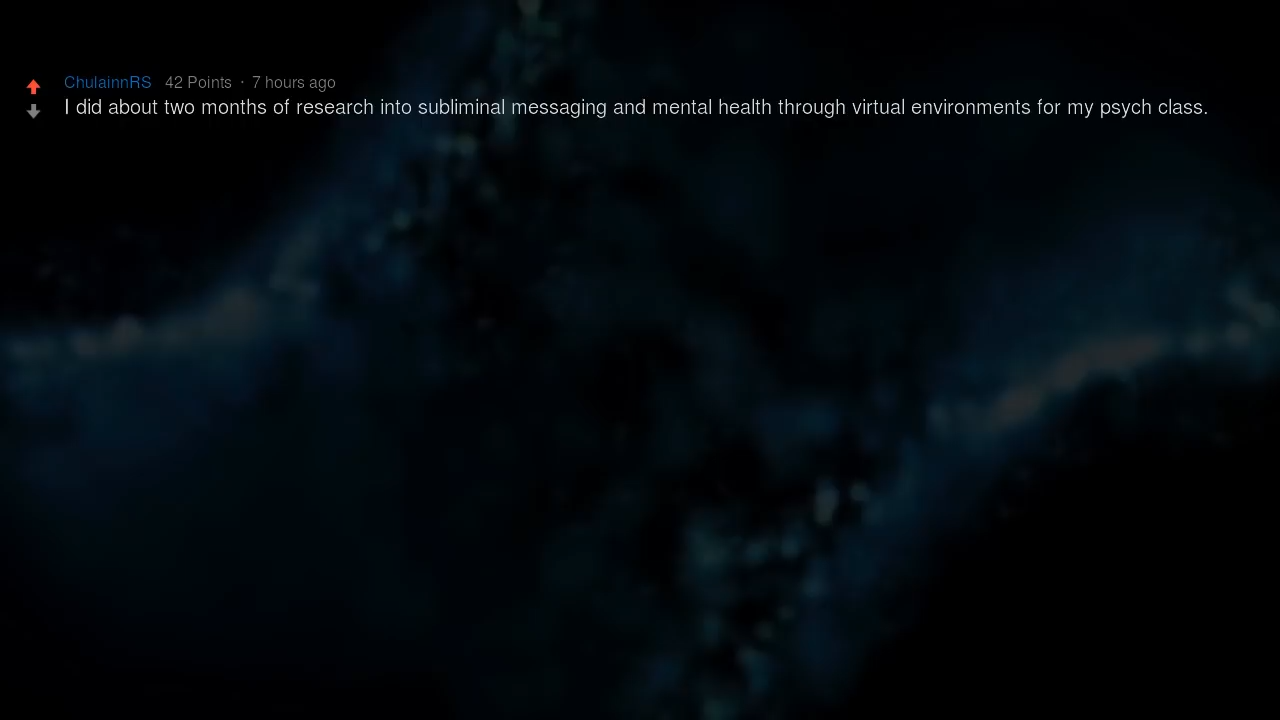 ChulainnRS 42 Points · 7 hours ago
I did about two months of research into subliminal messaging and mental health through virtual environments for my psych class.